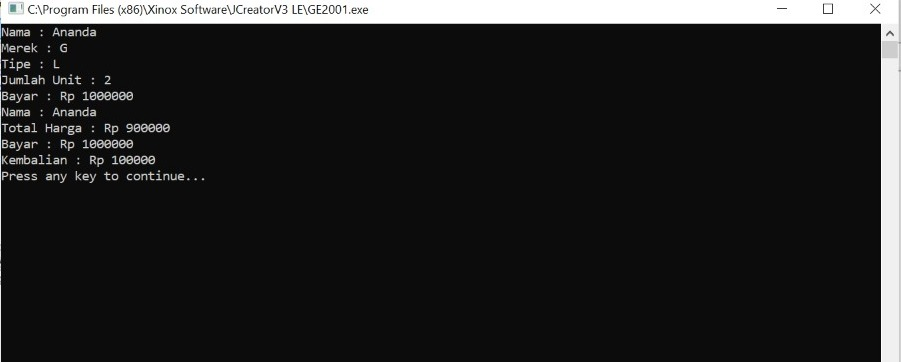 C:\Program Files (x86)\Xinox Software\JCreatorV3 LE\GE2001.exe
Nama : Ananda
Merek : G
Tipe : L
Jumlah Unit : 2
Bayar : Rp 1000000
Nama : Ananda
Total Harga : Rp 900000
Bayar : Rp 1000000
Kembalian : Rp 100000
Press any key to continue...